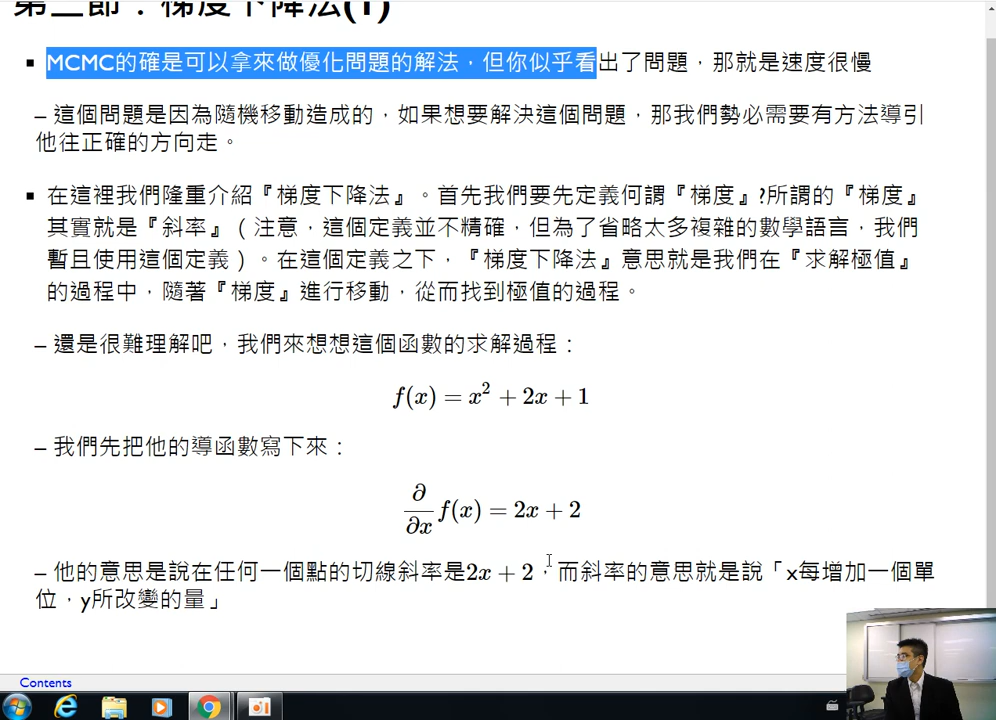 第二節：梯度下降法(1)
MCMC的確是可以拿來做優化問題的解法，但你似乎看出了問題，那就是速度很慢
– 這個問題是因為隨機移動造成的，如果想要解決這個問題，那我們勢必需要有方法導引
他往正確的方向走。
在這裡我們隆重介紹『梯度下降法』。首先我們要先定義何謂『梯度』?所謂的『梯度』
其實就是『斜率』（注意，這個定義並不精確，但為了省略太多複雜的數學語言，我們
暫且使用這個定義）。在這個定義之下，『梯度下降法』意思就是我們在『求解極值』
的過程中，隨著『梯度』進行移動，從而找到極值的過程。
– 還是很難理解吧，我們來想想這個函數的求解過程：
f(x) = x² + 2x + 1
– 我們先把他的導函數寫下來：
∂/∂x f(x) = 2x + 2
– 他的意思是說在任何一個點的切線斜率是2x + 2，而斜率的意思就是說「x每增加一個單
位，y所改變的量」
Contents